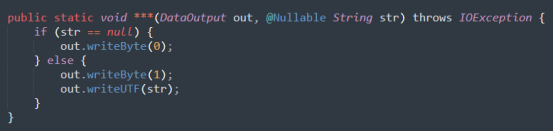 public static void ***(DataOutput out, @Nullable String str) throws IOException {
    if (str == null) {
        out.writeByte(0);
    } else {
        out.writeByte(1);
        out.writeUTF(str);
    }
}